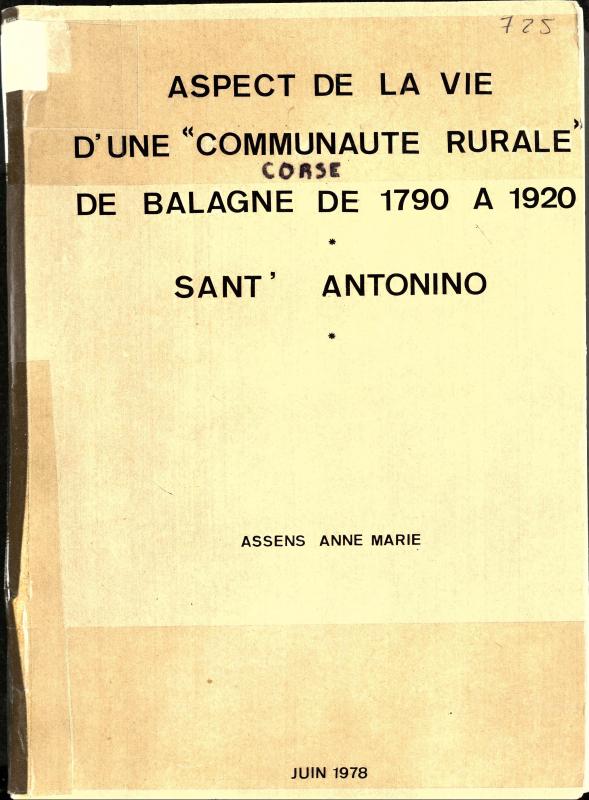 725
ASPECT DE LA VIE
D'UNE "COMMUNAUTE RURALE"
CORSE
DE BALAGNE DE 1790 A 1920
*
SANT' ANTONINO
*
ASSENS ANNE MARIE
JUIN 1978